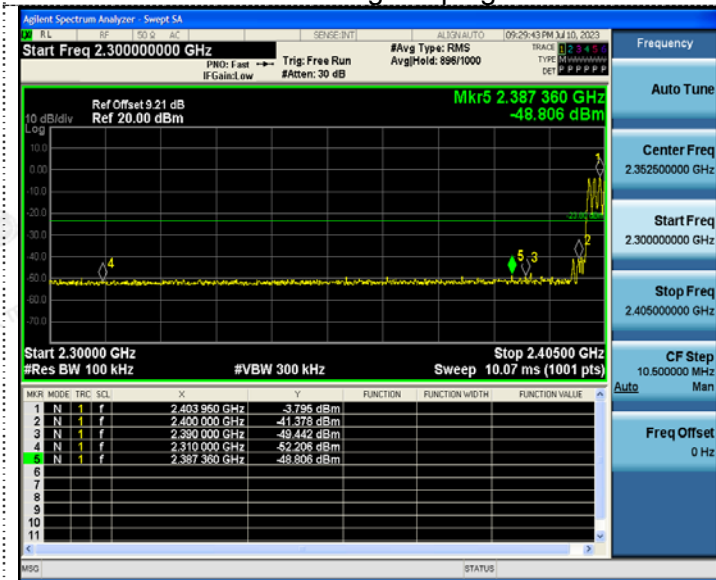 Agilent Spectrum Analyzer - Swept SA
RL RF 50 Ω AC SENSE:INT ALIGN AUTO 09:29:43 PM Jul 10, 2023
Start Freq 2.300000000 GHz
PNO: Fast
IFGain:Low
Trig: Free Run
#Atten: 30 dB
#Avg Type: RMS
Avg|Hold: 896/1000
TRACE 1 2 3 4 5 6
TYPE M
DET P P P P P P
Ref Offset 9.21 dB
10 dB/div Ref 20.00 dBm
Mkr5 2.387 360 GHz
-48.806 dBm
Log
10.0
0.00
-10.0
-20.0
-30.0
-40.0
-50.0
-60.0
-70.0
1
2
3
4
5
Start 2.30000 GHz Stop 2.40500 GHz
#Res BW 100 kHz #VBW 300 kHz Sweep 10.07 ms (1001 pts)
MKR MODE TRC SCL X Y FUNCTION FUNCTION WIDTH FUNCTION VALUE
1 N 1 f 2.403 950 GHz -3.795 dBm
2 N 1 f 2.400 000 GHz -41.378 dBm
3 N 1 f 2.390 000 GHz -49.442 dBm
4 N 1 f 2.310 000 GHz -52.206 dBm
5 N 1 f 2.387 360 GHz -48.806 dBm
6
7
8
9
10
11
MSG STATUS
Frequency
Auto Tune
Center Freq
2.352500000 GHz
Start Freq
2.300000000 GHz
Stop Freq
2.405000000 GHz
CF Step
10.500000 MHz
Auto Man
Freq Offset
0 Hz